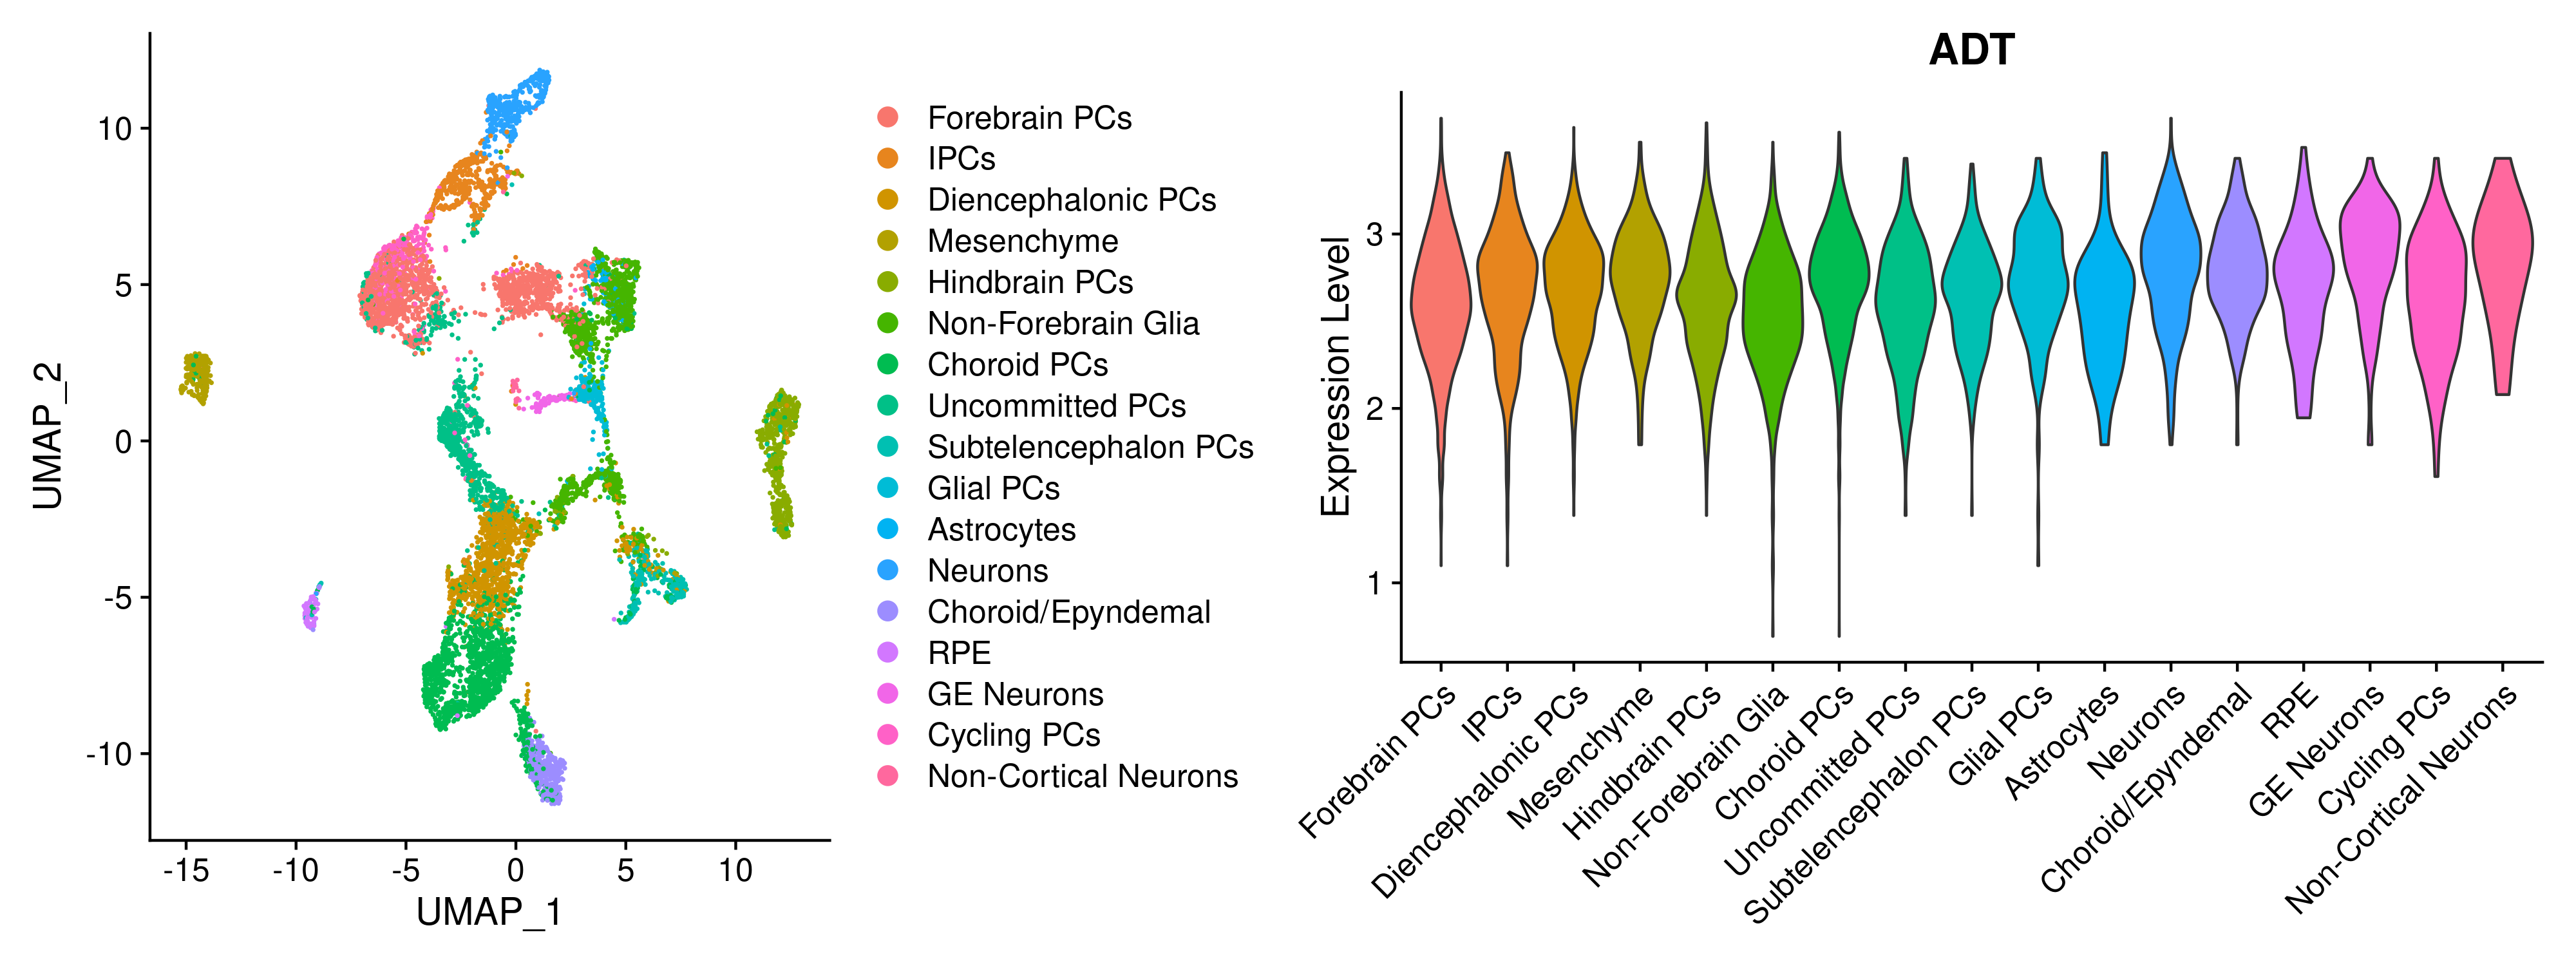 10
5
0
-5
-10
UMAP_2
-15 -10 -5 0 5 10
UMAP_1
Forebrain PCs
IPCs
Diencephalonic PCs
Mesenchyme
Hindbrain PCs
Non-Forebrain Glia
Choroid PCs
Uncommitted PCs
Subtelencephalon PCs
Glial PCs
Astrocytes
Neurons
Choroid/Epyndemal
RPE
GE Neurons
Cycling PCs
Non-Cortical Neurons
ADT
Expression Level
3
2
1
Forebrain PCs
IPCs
Diencephalonic PCs
Mesenchyme
Hindbrain PCs
Non-Forebrain Glia
Choroid PCs
Uncommitted PCs
Subtelencephalon PCs
Glial PCs
Astrocytes
Neurons
Choroid/Epyndemal
RPE
GE Neurons
Cycling PCs
Non-Cortical Neurons